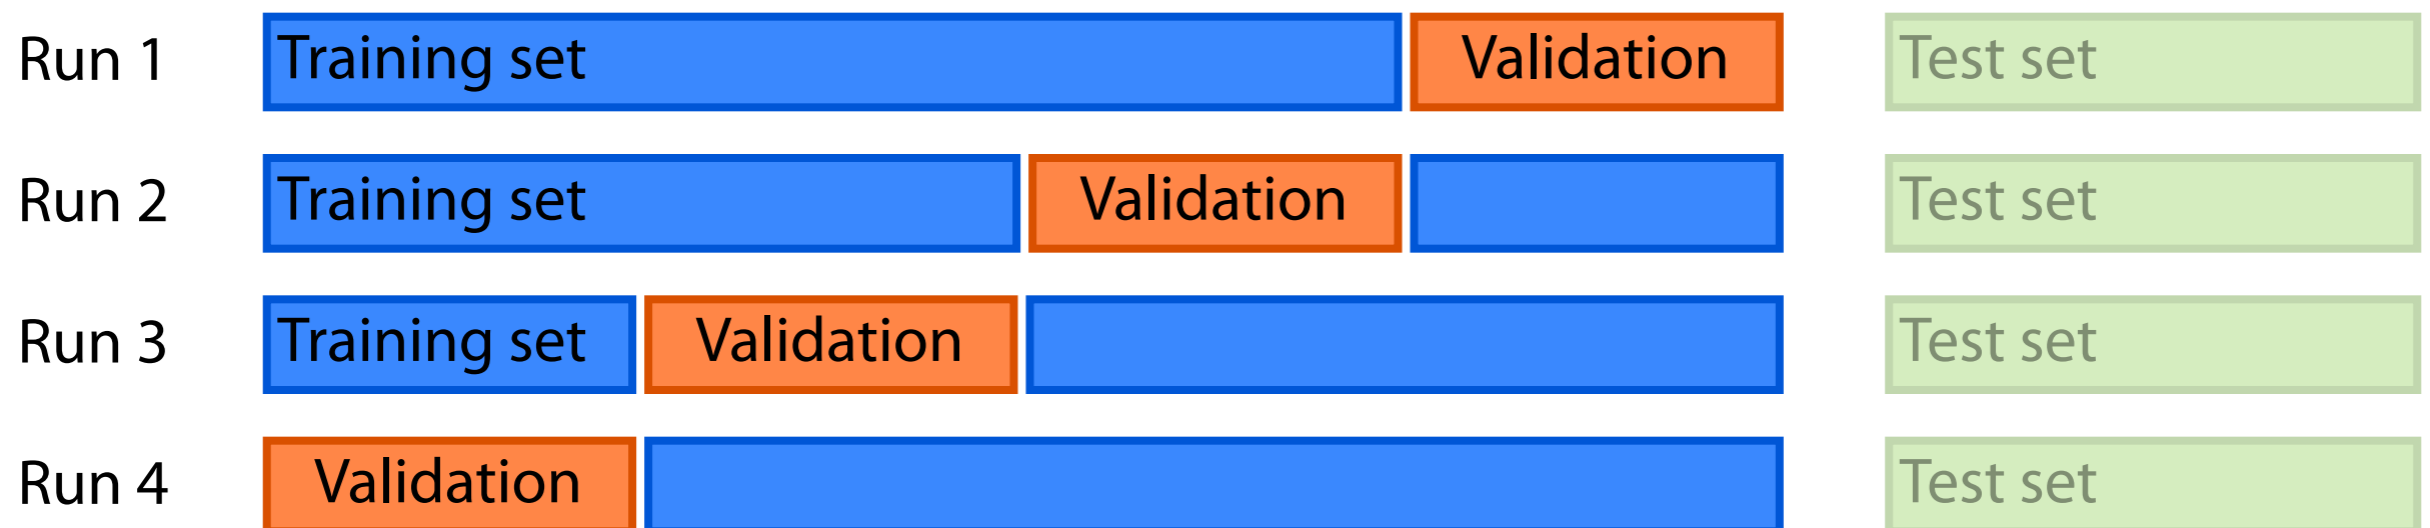 Run 1 Training set Validation Test set
Run 2 Training set Validation Test set
Run 3 Training set Validation Test set
Run 4 Validation Test set